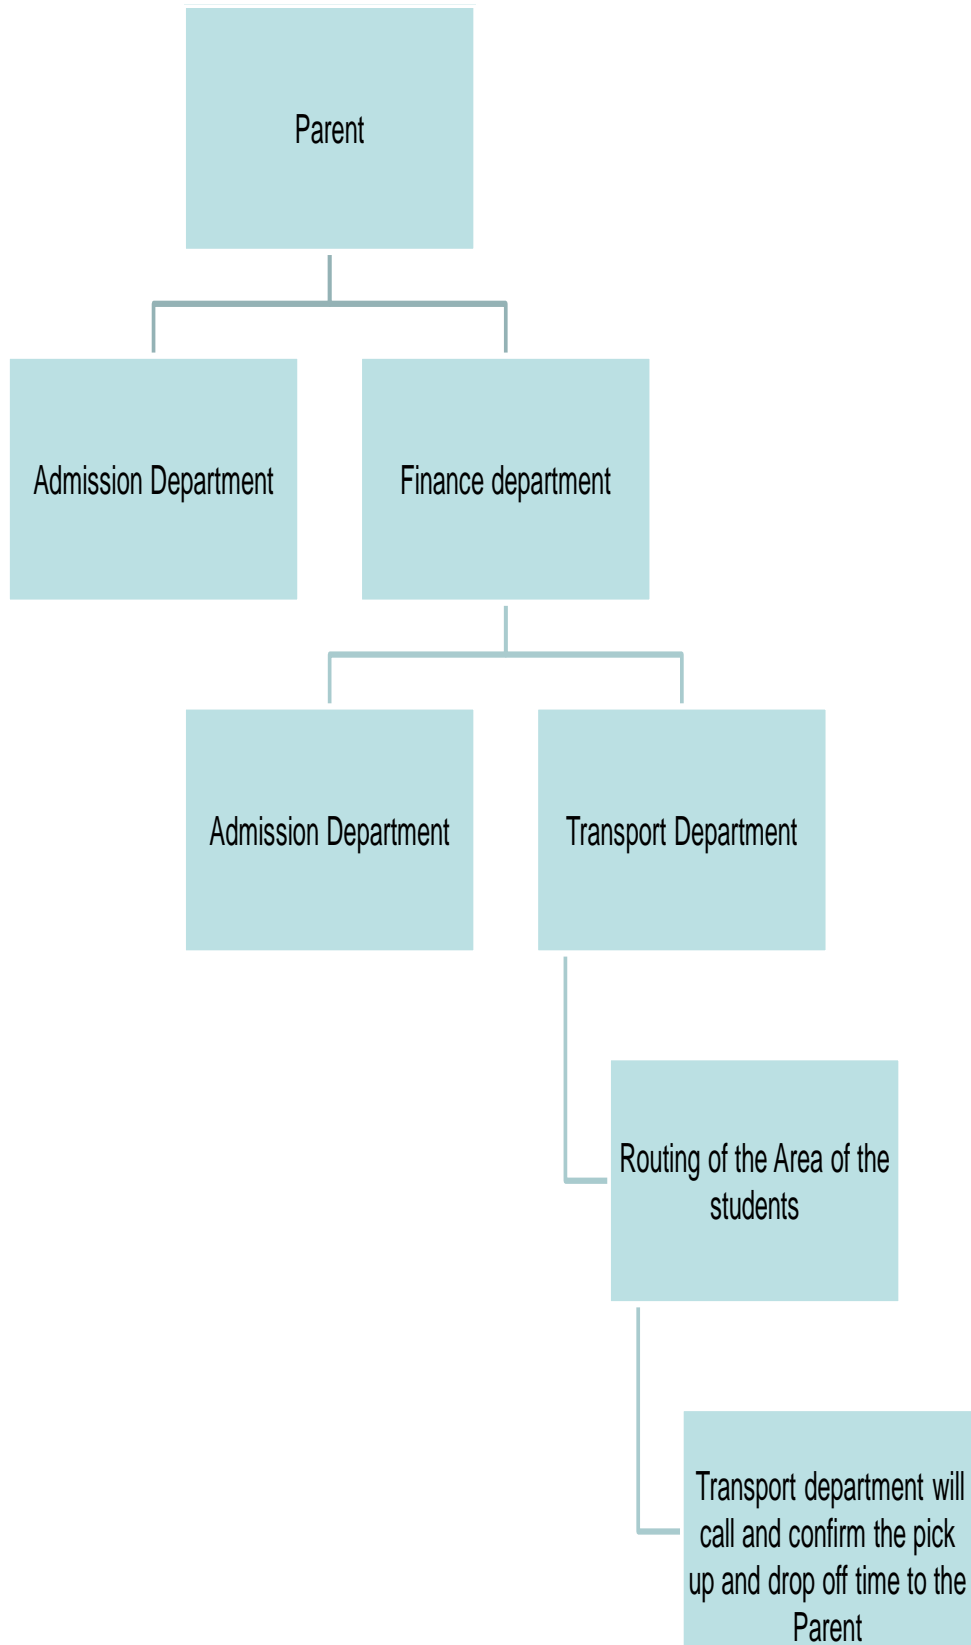 Parent
Admission Department
Finance department
Admission Department
Transport Department
Routing of the Area of the
students
Transport department will
call and confirm the pick
up and drop off time to the
Parent